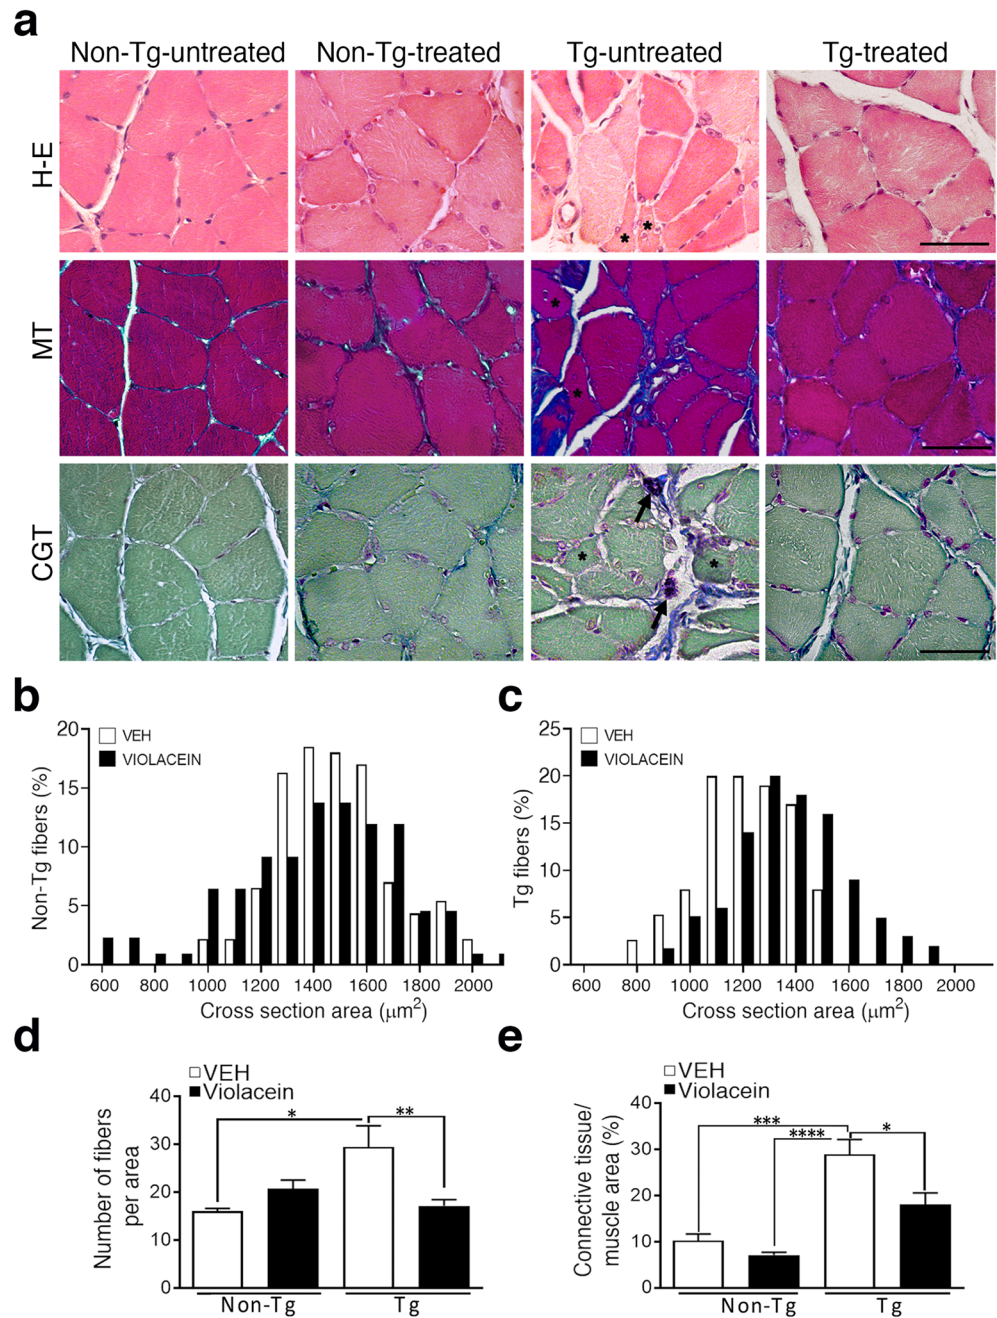 a
Non-Tg-untreated Non-Tg-treated Tg-untreated Tg-treated
H-E
*
*
MT
*
*
CGT
*
*
b
20
15
10
5
0
Non-Tg fibers (%)
VEH
VIOLACEIN
600 800 1000 1200 1400 1600 1800 2000
Cross section area (µm²)
c
25
20
15
10
5
0
Tg fibers (%)
VEH
VIOLACEIN
600 800 1000 1200 1400 1600 1800 2000
Cross section area (µm²)
d
VEH
Violacein
40
30
20
10
0
Number of fibers
per area
*
**
Non-Tg Tg
e
VEH
Violacein
40
30
20
10
0
Connective tissue/
muscle area (%)
***
****
*
Non-Tg Tg